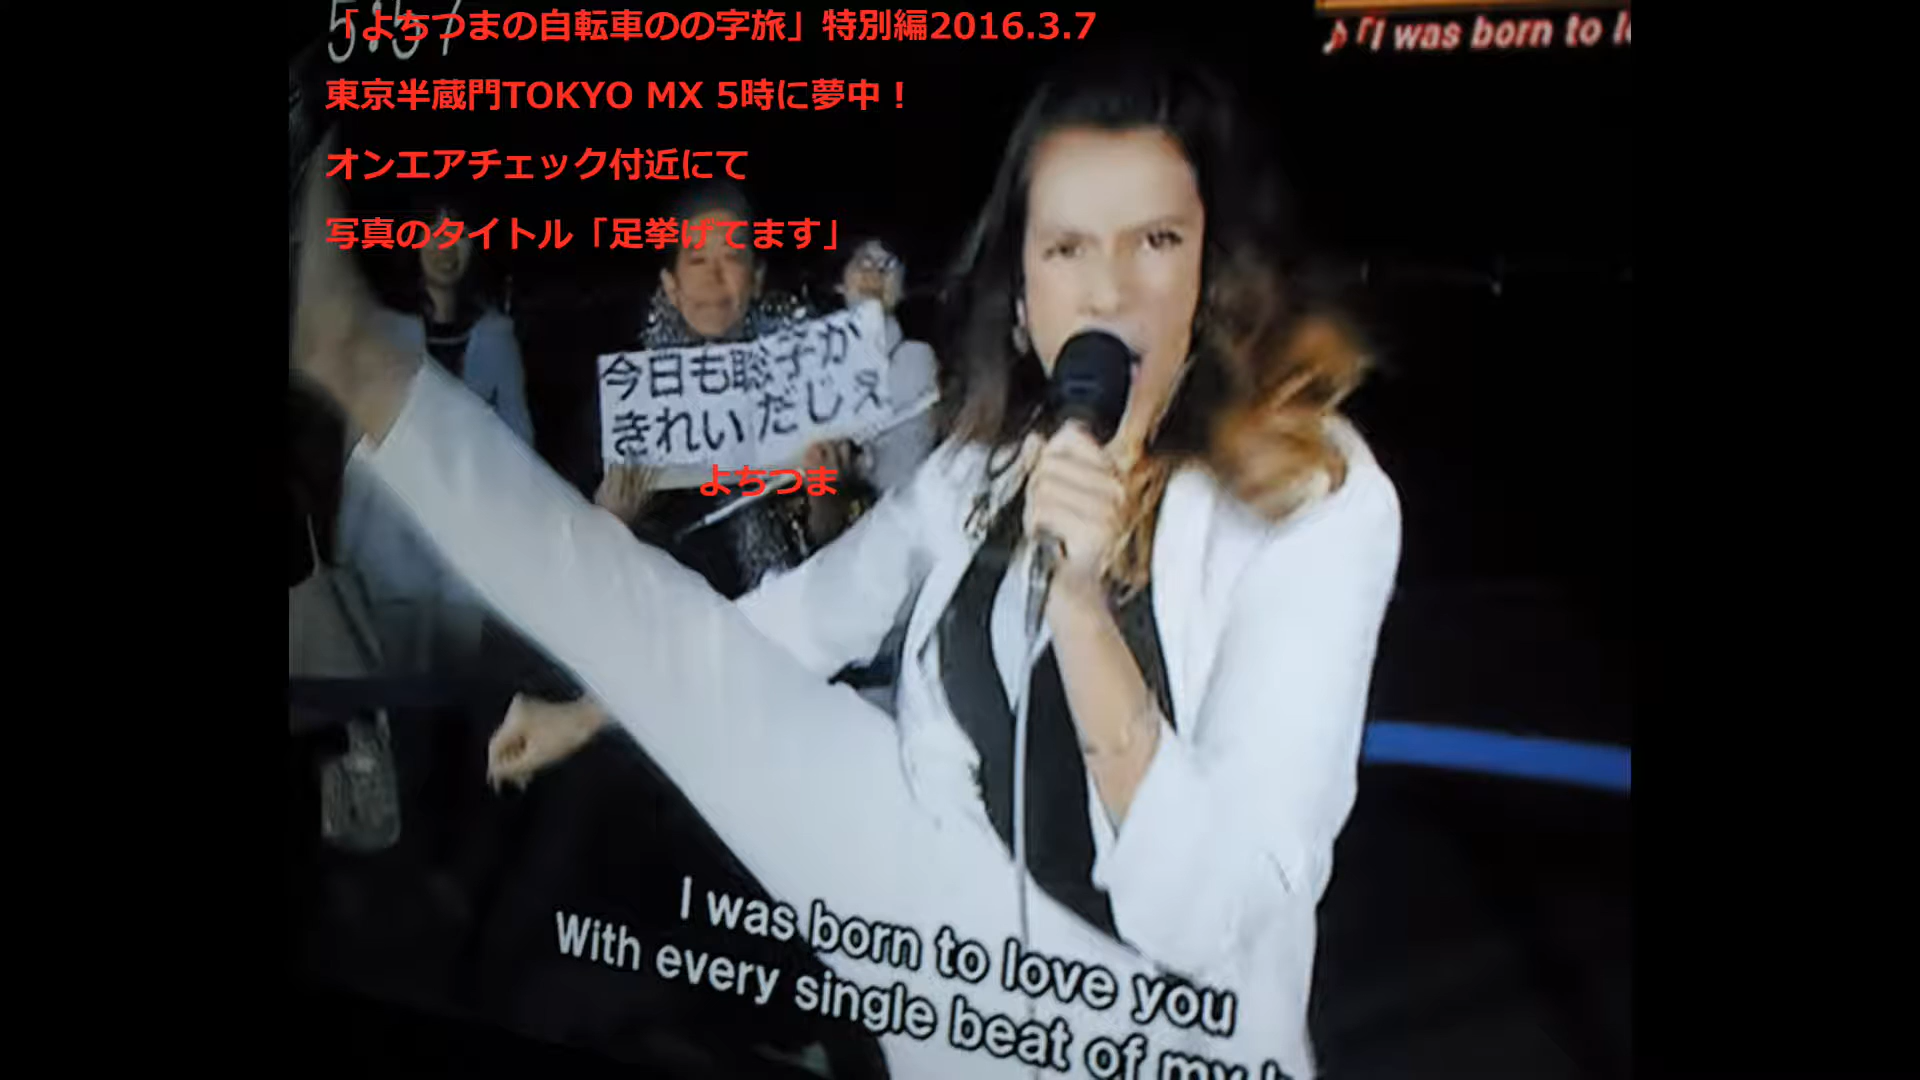 5:57
「よちつまの自転車のの字旅」特別編2016.3.7
♪「I was born to lo
東京半蔵門TOKYO MX 5時に夢中！
オンエアチェック付近にて
写真のタイトル「足挙げてます」
今日も聡子が
きれいだじぇ
よちつま
I was born to love you
With every single beat of my h